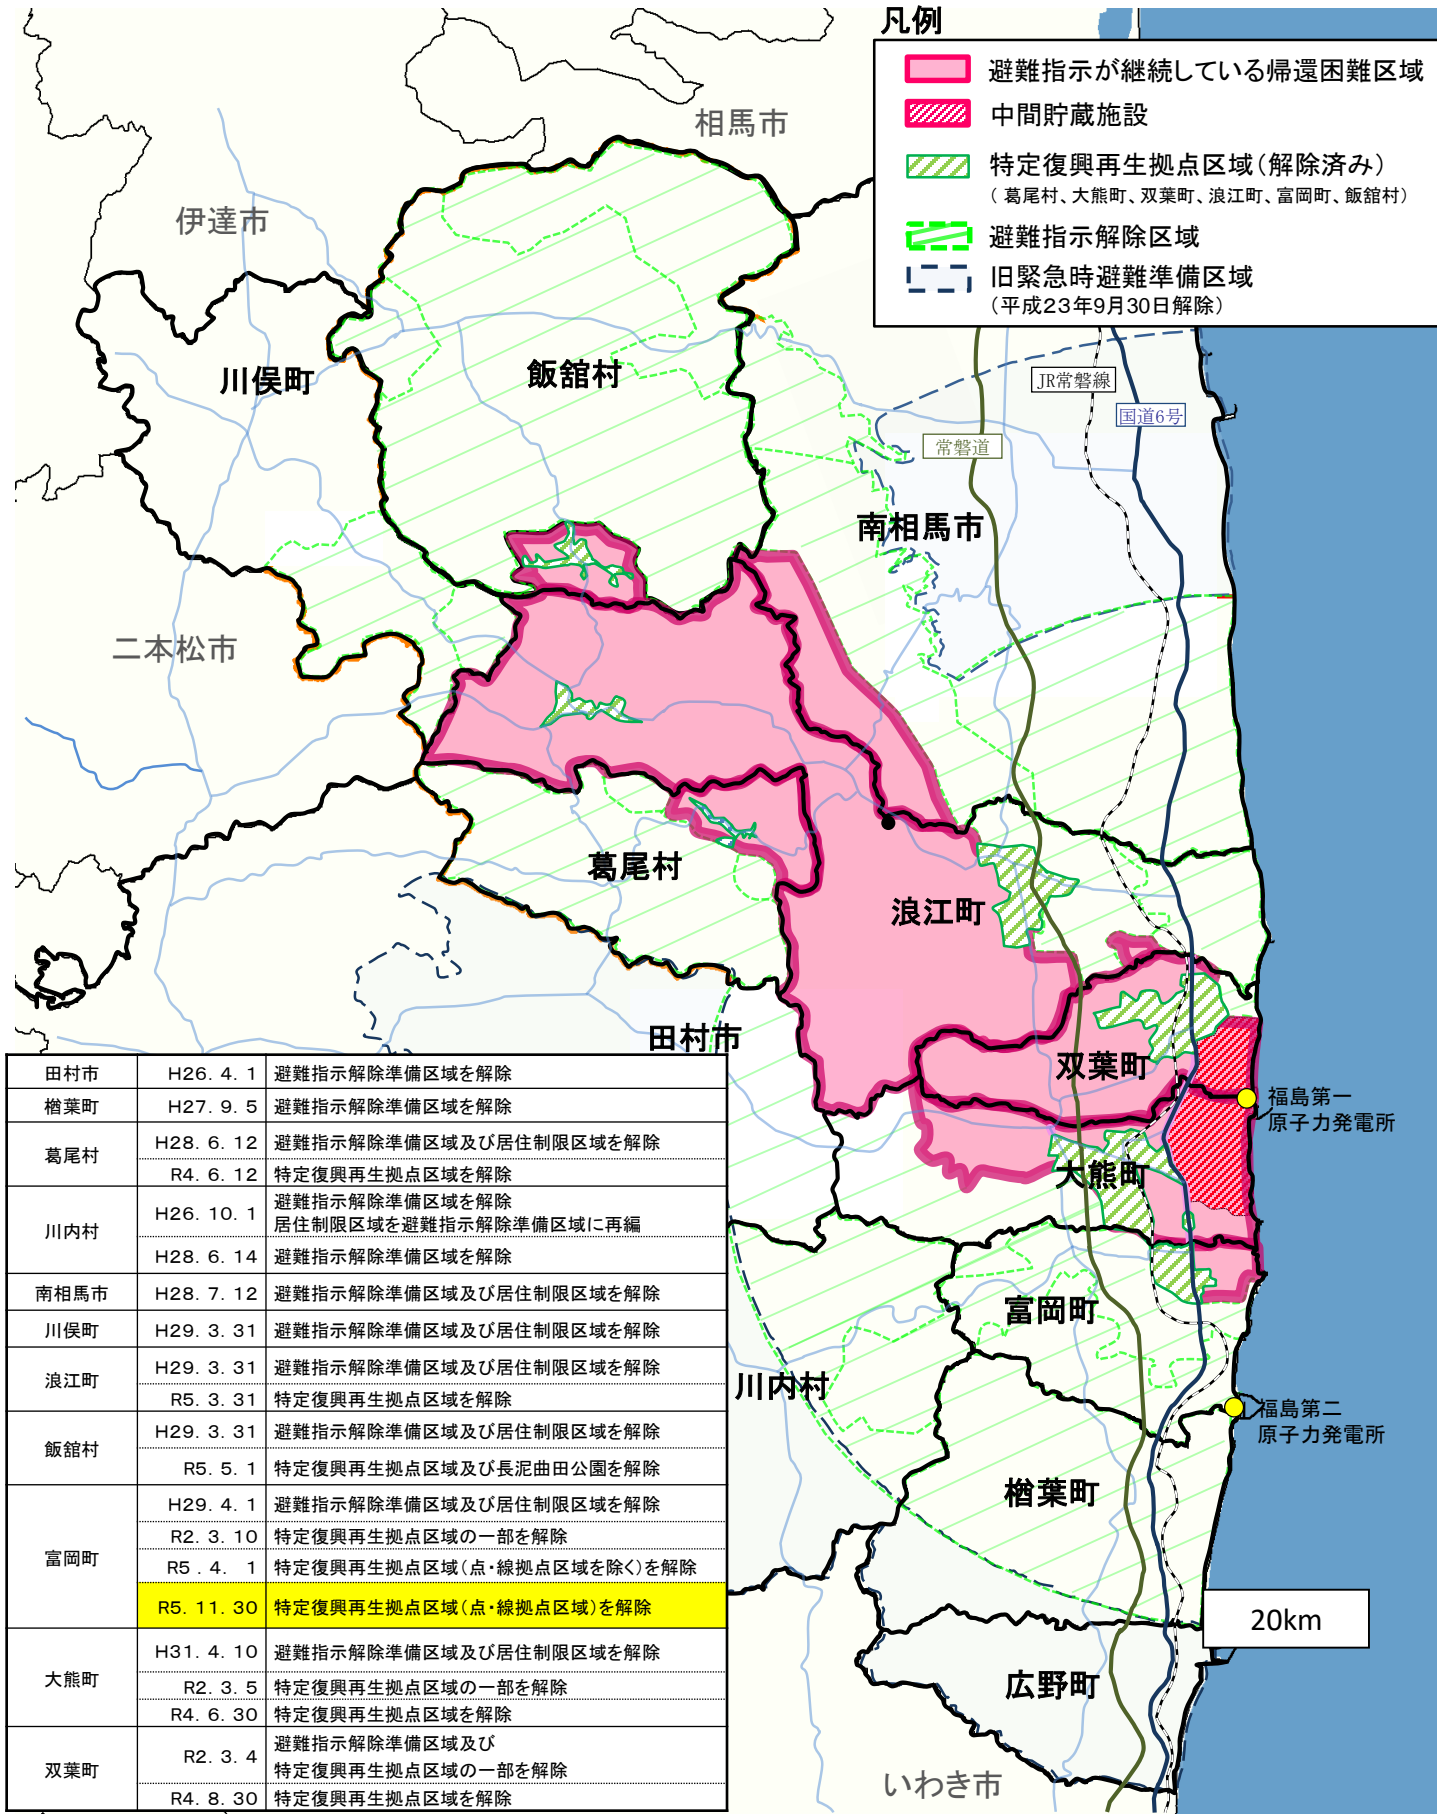 凡例
避難指示が継続している帰還困難区域
中間貯蔵施設
特定復興再生拠点区域(解除済み)
(葛尾村、大熊町、双葉町、浪江町、富岡町、飯舘村)
避難指示解除区域
旧緊急時避難準備区域
(平成23年9月30日解除)
相馬市
伊達市
川俣町
飯舘村
JR常磐線
国道6号
常磐道
南相馬市
二本松市
葛尾村
浪江町
田村市
双葉町
福島第一
原子力発電所
大熊町
富岡町
川内村
福島第二
原子力発電所
楢葉町
20km
広野町
いわき市
田村市 H26.4.1 避難指示解除準備区域を解除
楢葉町 H27.9.5 避難指示解除準備区域を解除
葛尾村 H28.6.12 避難指示解除準備区域及び居住制限区域を解除
R4.6.12 特定復興再生拠点区域を解除
川内村 H26.10.1 避難指示解除準備区域を解除
居住制限区域を避難指示解除準備区域に再編
H28.6.14 避難指示解除準備区域を解除
南相馬市 H28.7.12 避難指示解除準備区域及び居住制限区域を解除
川俣町 H29.3.31 避難指示解除準備区域及び居住制限区域を解除
浪江町 H29.3.31 避難指示解除準備区域及び居住制限区域を解除
R5.3.31 特定復興再生拠点区域を解除
飯舘村 H29.3.31 避難指示解除準備区域及び居住制限区域を解除
R5.5.1 特定復興再生拠点区域及び長泥曲田公園を解除
富岡町 H29.4.1 避難指示解除準備区域及び居住制限区域を解除
R2.3.10 特定復興再生拠点区域の一部を解除
R5.4.1 特定復興再生拠点区域(点・線拠点区域を除く)を解除
R5.11.30 特定復興再生拠点区域(点・線拠点区域)を解除
大熊町 H31.4.10 避難指示解除準備区域及び居住制限区域を解除
R2.3.5 特定復興再生拠点区域の一部を解除
R4.6.30 特定復興再生拠点区域を解除
双葉町 R2.3.4 避難指示解除準備区域及び
特定復興再生拠点区域の一部を解除
R4.8.30 特定復興再生拠点区域を解除